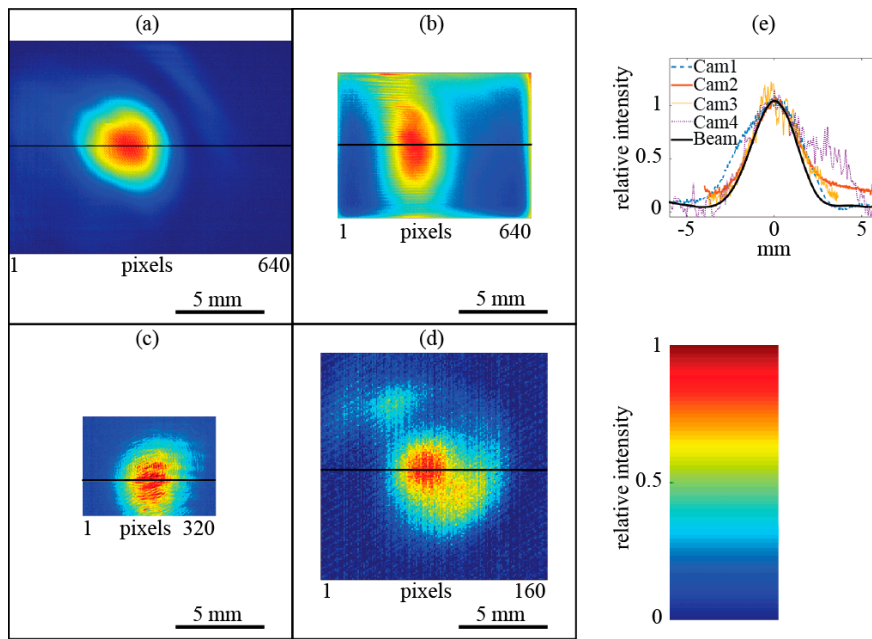 (a)
1 pixels 640
5 mm
(b)
1 pixels 640
5 mm
(c)
1 pixels 320
5 mm
(d)
1 pixels 160
5 mm
(e)
Cam1
Cam2
Cam3
Cam4
Beam
relative intensity
1
0.5
0
-5 0 5
mm
relative intensity
1
0.5
0